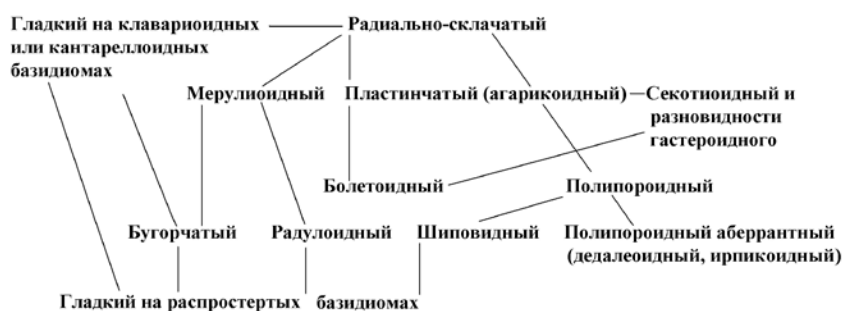 Гладкий на клавариоидных
или кантареллоидных
базидиомах
Радиально-склачатый
Мерулиоидный
Пластинчатый (агарикоидный)
Секотиоидный и
разновидности
гастероидного
Болетоидный
Полипороидный
Бугорчатый
Радулоидный
Шиповидный
Полипороидный аберрантный
(дедалеоидный, ирпикоидный)
Гладкий на распростертых базидиомах